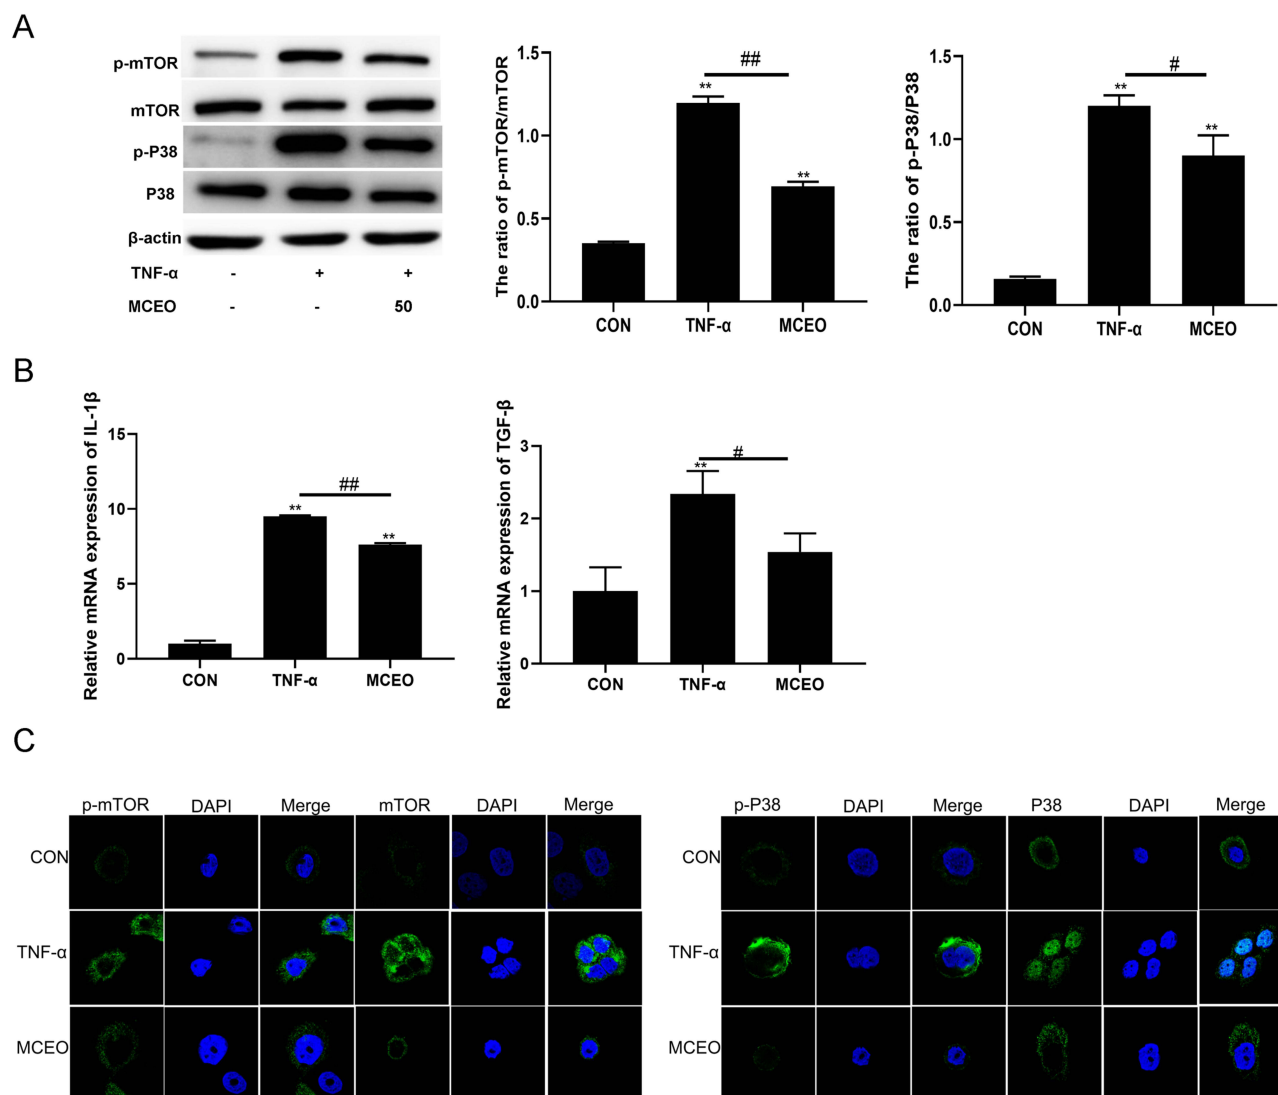 A
p-mTOR
mTOR
p-P38
P38
β-actin
TNF-α - + +
MCEO - - 50
The ratio of p-mTOR/mTOR
1.5
1.0
0.5
0.0
##
**
**
CON TNF-α MCEO
The ratio of p-P38/P38
1.5
1.0
0.5
0.0
#
**
**
CON TNF-α MCEO
B
Relative mRNA expression of IL-1β
15
10
5
0
##
**
**
CON TNF-α MCEO
Relative mRNA expression of TGF-β
3
2
1
0
#
**
CON TNF-α MCEO
C
p-mTOR DAPI Merge mTOR DAPI Merge
CON
TNF-α
MCEO
p-P38 DAPI Merge P38 DAPI Merge
CON
TNF-α
MCEO